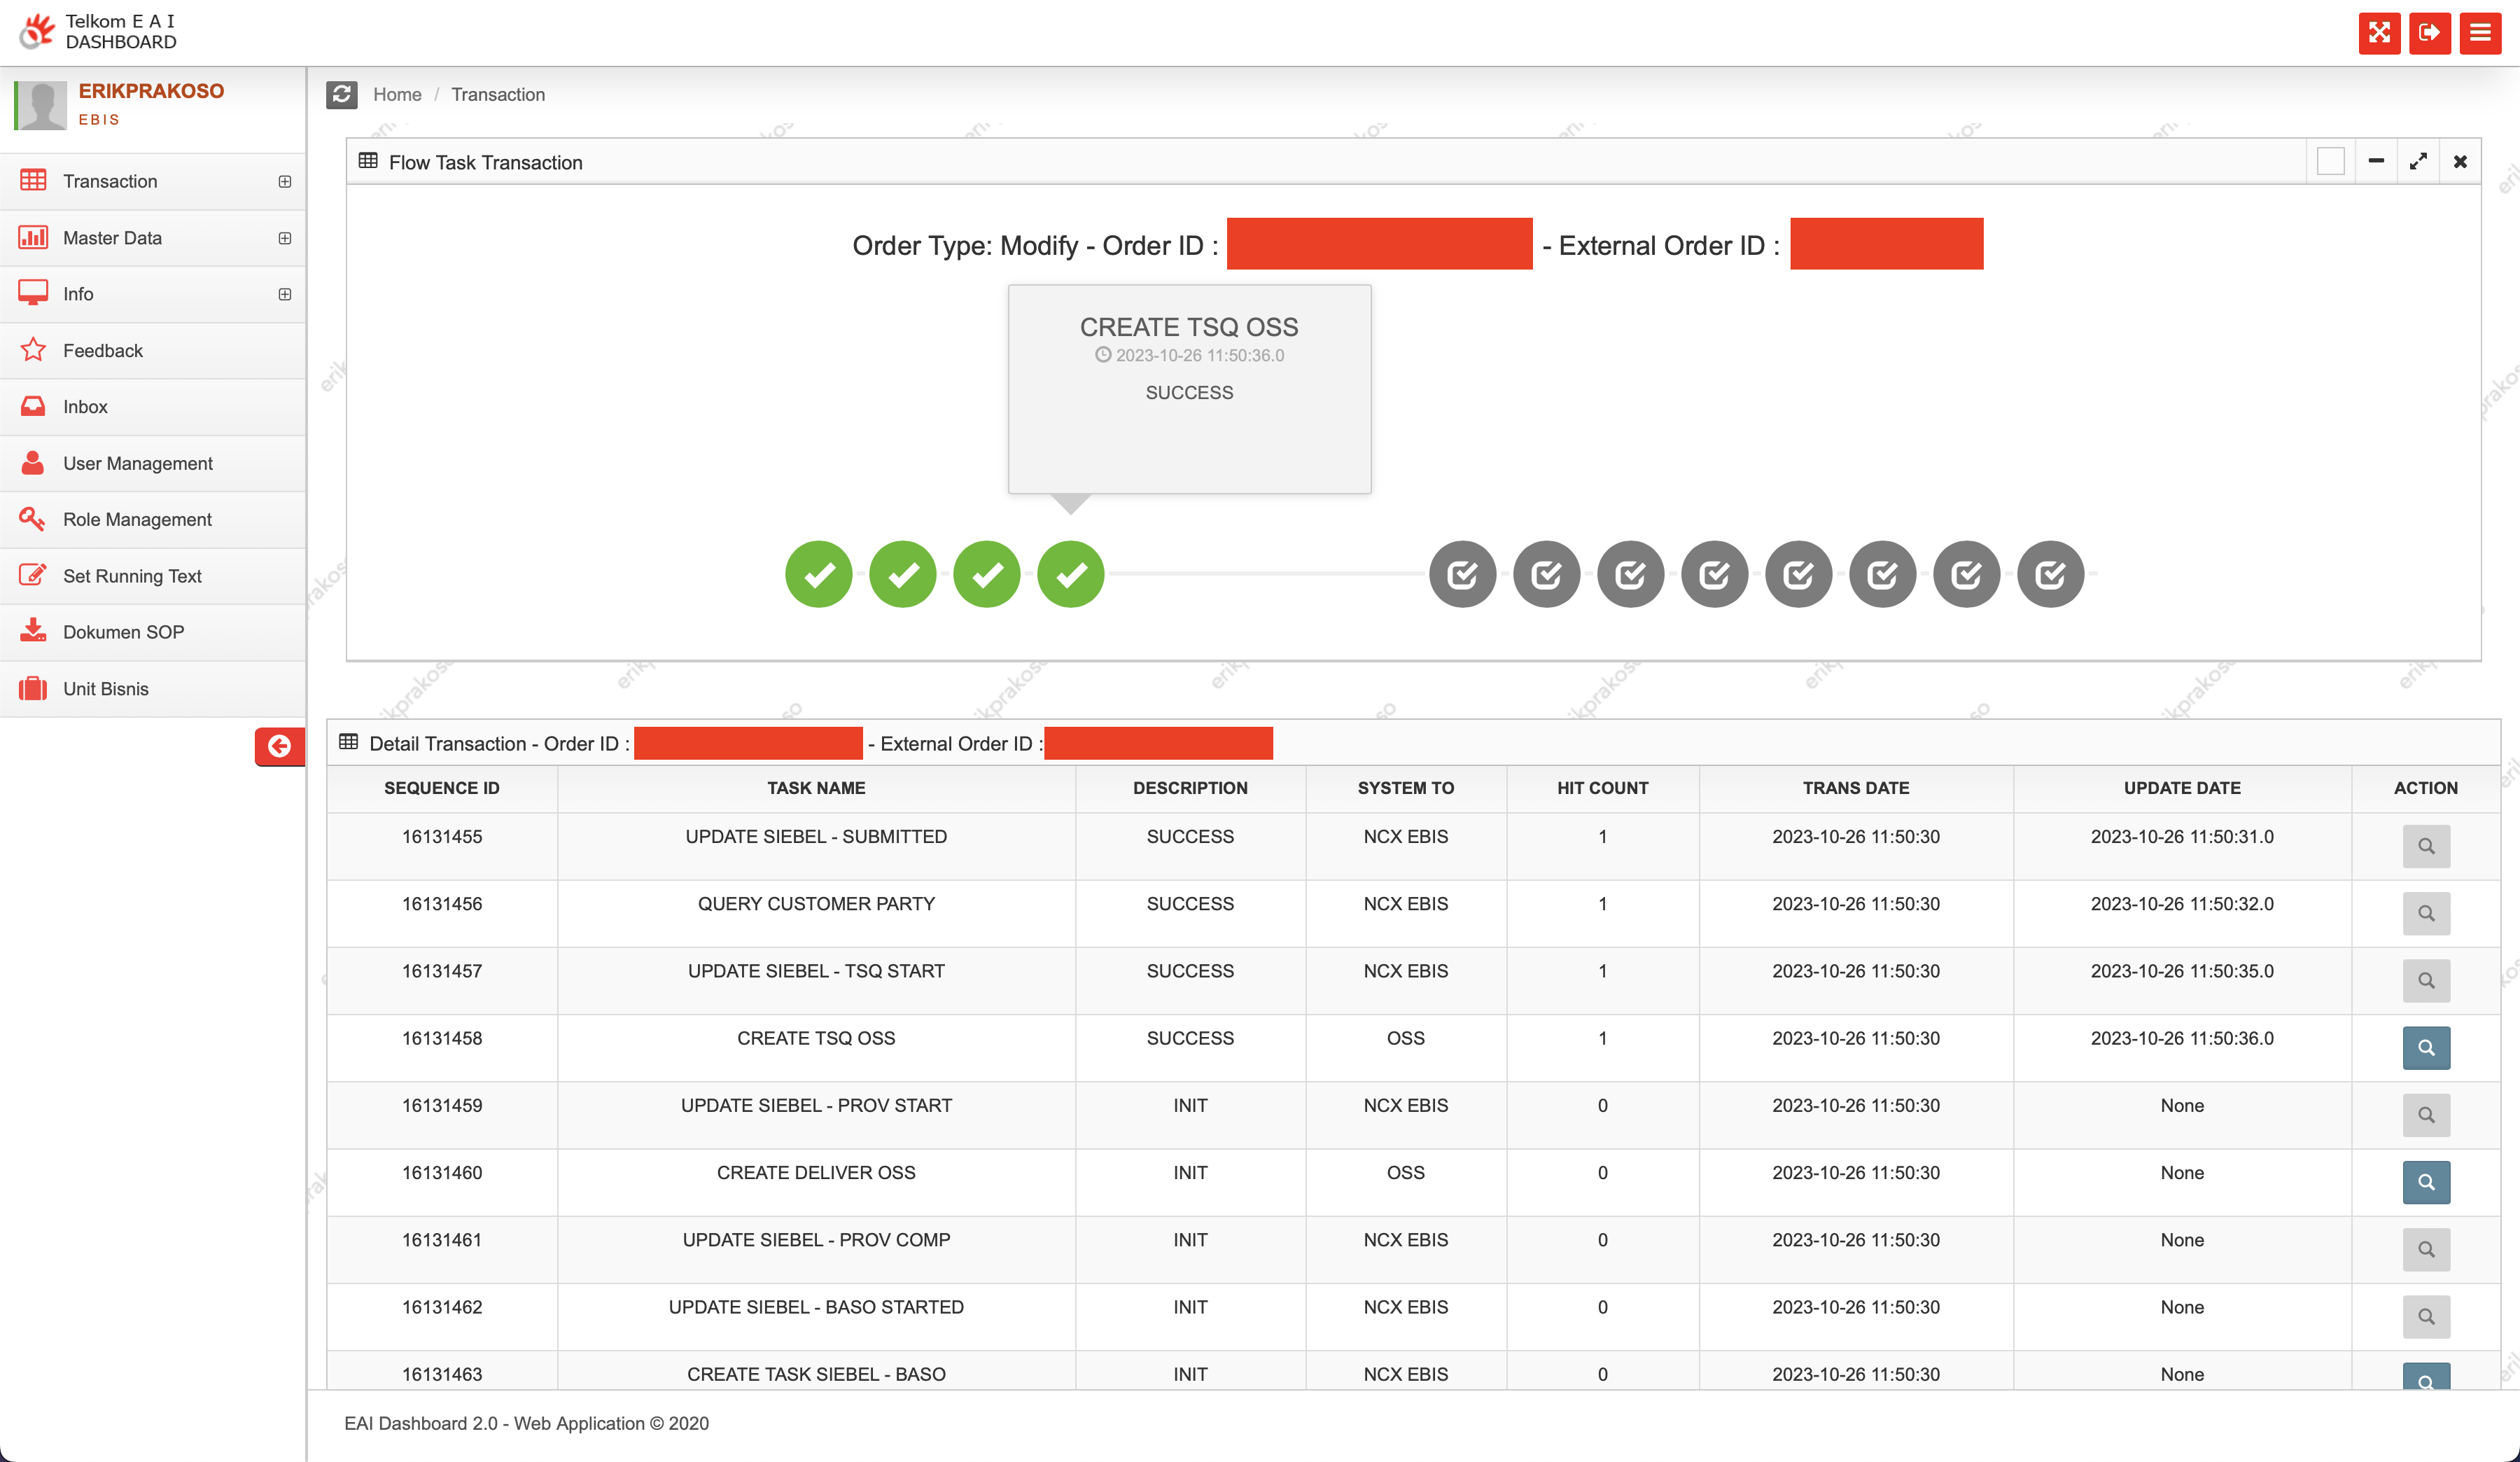 Telkom E A I
DASHBOARD
ERIKPRAKOSO
EBIS
Transaction
Master Data
Info
Feedback
Inbox
User Management
Role Management
Set Running Text
Dokumen SOP
Unit Bisnis
Home / Transaction
Flow Task Transaction
Order Type: Modify - Order ID : - External Order ID :
CREATE TSQ OSS
2023-10-26 11:50:36.0
SUCCESS
Detail Transaction - Order ID : - External Order ID :
SEQUENCE ID TASK NAME DESCRIPTION SYSTEM TO HIT COUNT TRANS DATE UPDATE DATE ACTION
16131455 UPDATE SIEBEL - SUBMITTED SUCCESS NCX EBIS 1 2023-10-26 11:50:30 2023-10-26 11:50:31.0
16131456 QUERY CUSTOMER PARTY SUCCESS NCX EBIS 1 2023-10-26 11:50:30 2023-10-26 11:50:32.0
16131457 UPDATE SIEBEL - TSQ START SUCCESS NCX EBIS 1 2023-10-26 11:50:30 2023-10-26 11:50:35.0
16131458 CREATE TSQ OSS SUCCESS OSS 1 2023-10-26 11:50:30 2023-10-26 11:50:36.0
16131459 UPDATE SIEBEL - PROV START INIT NCX EBIS 0 2023-10-26 11:50:30 None
16131460 CREATE DELIVER OSS INIT OSS 0 2023-10-26 11:50:30 None
16131461 UPDATE SIEBEL - PROV COMP INIT NCX EBIS 0 2023-10-26 11:50:30 None
16131462 UPDATE SIEBEL - BASO STARTED INIT NCX EBIS 0 2023-10-26 11:50:30 None
16131463 CREATE TASK SIEBEL - BASO INIT NCX EBIS 0 2023-10-26 11:50:30 None
EAI Dashboard 2.0 - Web Application © 2020